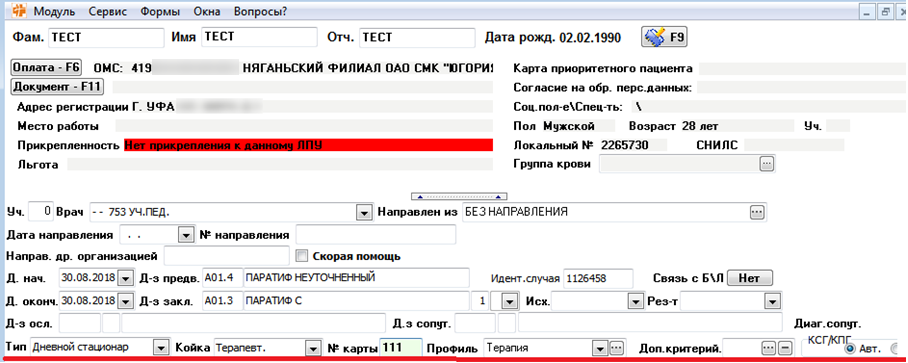 Модуль Сервис Формы Окна Вопросы?
Фам. ТЕСТ Имя ТЕСТ Отч. ТЕСТ Дата рожд. 02.02.1990 F9
Оплата - F6 ОМС: 419 НЯГАНЬСКИЙ ФИЛИАЛ ОАО СМК "ЮГОРИЯ Карта приоритетного пациента
Документ - F11 Согласие на обр. перс.данных:
Адрес регистрации Г. УФА Соц.пол-е\Спец-ть: \
Место работы Пол Мужской Возраст 28 лет Уч.
Прикрепленность Нет прикрепления к данному ЛПУ Локальный № 2265730 СНИЛС
Льгота Группа крови ...
Уч. 0 Врач - - 753 УЧ.ПЕД. Направлен из БЕЗ НАПРАВЛЕНИЯ ...
Дата направления . . № направления
Направ. др. организацией Скорая помощь
Д. нач. 30.08.2018 Д-з предв. A01.4 ПАРАТИФ НЕУТОЧНЕННЫЙ Идент.случая 1126458 Связь с Б\Л Нет
Д. оконч. 30.08.2018 Д-з закл. A01.3 ПАРАТИФ C 1 Исх. Рез-т
Д-з осл. Д.з сопут. Диаг.сопут.
Тип Дневной стационар Койка Терапевт. № карты 111 Профиль Терапия Доп.критерий. ... - КСГ/КПГ Авт.